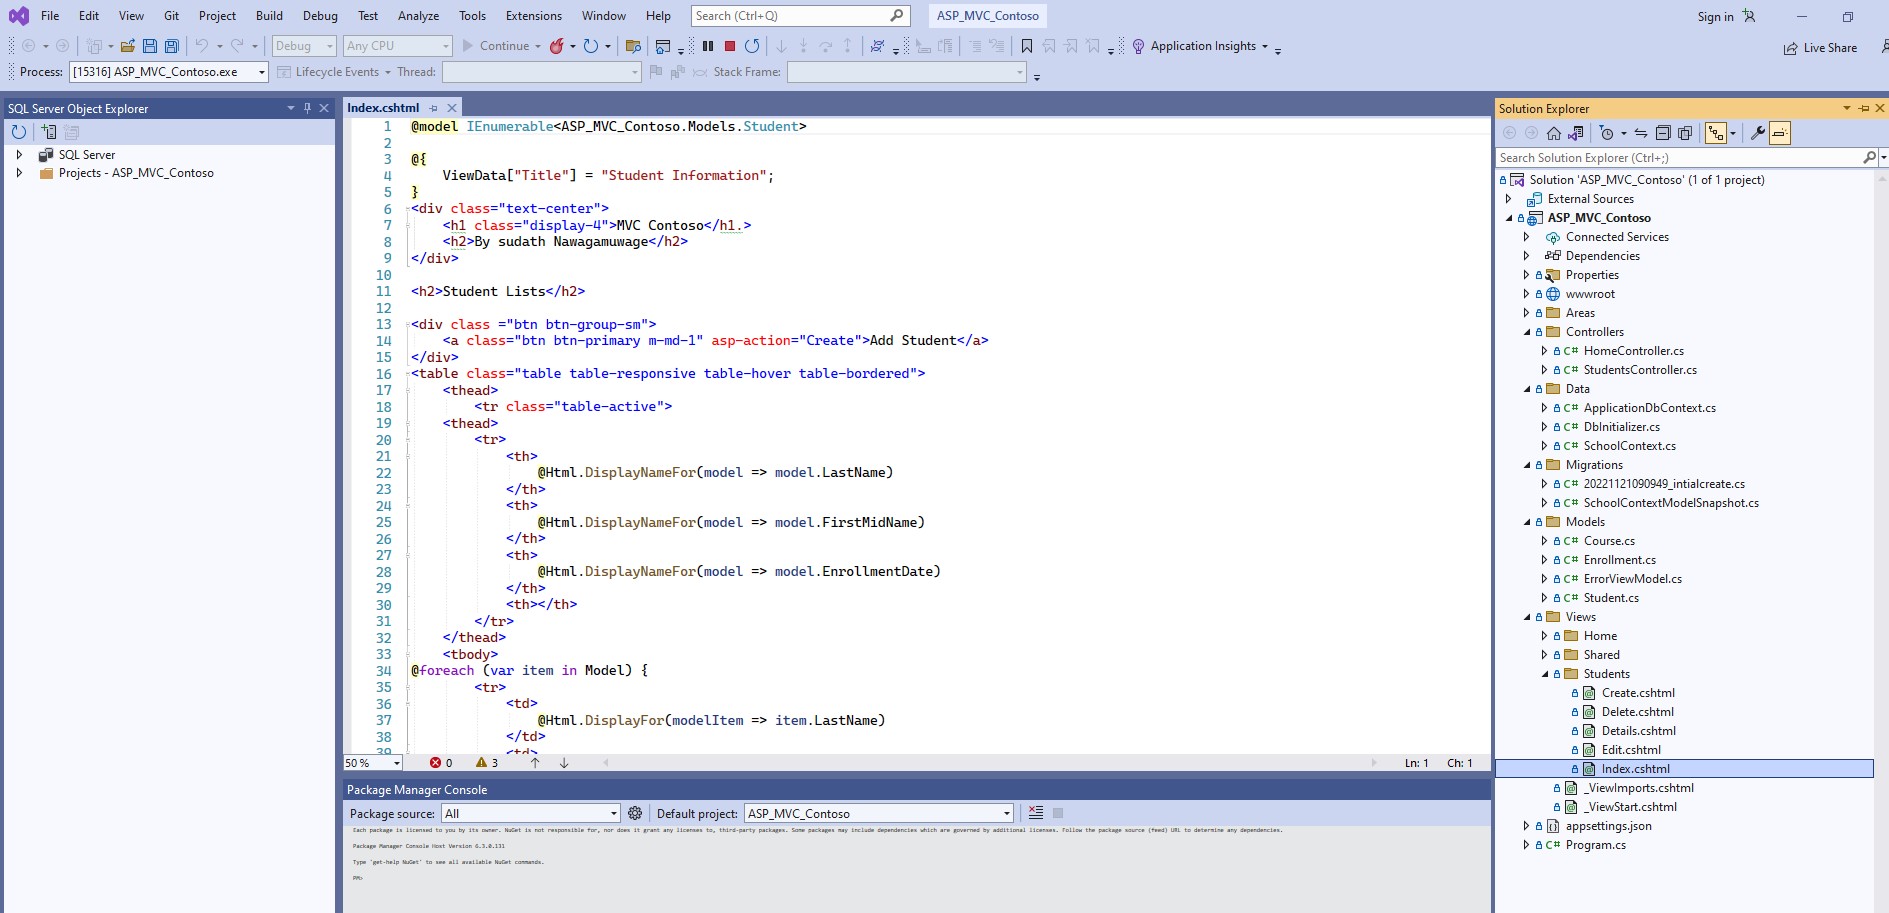 File Edit View Git Project Build Debug Test Analyze Tools Extensions Window Help Search (Ctrl+Q) ASP_MVC_Contoso Sign in
Debug Any CPU Continue Application Insights Live Share
Process: [15316] ASP_MVC_Contoso.exe Lifecycle Events Thread: Stack Frame:
SQL Server Object Explorer
SQL Server
Projects - ASP_MVC_Contoso
Index.cshtml
1 @model IEnumerable<ASP_MVC_Contoso.Models.Student>
2
3 @{
4 ViewData["Title"] = "Student Information";
5 }
6 <div class="text-center">
7 <h1 class="display-4">MVC Contoso</h1.>
8 <h2>By sudath Nawagamuwage</h2>
9 </div>
10
11 <h2>Student Lists</h2>
12
13 <div class ="btn btn-group-sm">
14 <a class="btn btn-primary m-md-1" asp-action="Create">Add Student</a>
15 </div>
16 <table class="table table-responsive table-hover table-bordered">
17 <thead>
18 <tr class="table-active">
19 <thead>
20 <tr>
21 <th>
22 @Html.DisplayNameFor(model => model.LastName)
23 </th>
24 <th>
25 @Html.DisplayNameFor(model => model.FirstMidName)
26 </th>
27 <th>
28 @Html.DisplayNameFor(model => model.EnrollmentDate)
29 </th>
30 <th></th>
31 </tr>
32 </thead>
33 <tbody>
34 @foreach (var item in Model) {
35 <tr>
36 <td>
37 @Html.DisplayFor(modelItem => item.LastName)
38 </td>
39 <td>
50 % 0 3 Ln: 1 Ch: 1
Package Manager Console
Package source: All Default project: ASP_MVC_Contoso
Each package is licensed to you by its owner. NuGet is not responsible for, nor does it grant any licenses to, third-party packages. Some packages may include dependencies which are governed by additional licenses. Follow the package source (feed) URL to determine any dependencies.
Package Manager Console Host Version 6.3.0.131
Type 'get-help NuGet' to see all available NuGet commands.
PM>
Solution Explorer
Search Solution Explorer (Ctrl+;)
Solution 'ASP_MVC_Contoso' (1 of 1 project)
External Sources
ASP_MVC_Contoso
Connected Services
Dependencies
Properties
wwwroot
Areas
Controllers
C# HomeController.cs
C# StudentsController.cs
Data
C# ApplicationDbContext.cs
C# DbInitializer.cs
C# SchoolContext.cs
Migrations
C# 20221121090949_intialcreate.cs
C# SchoolContextModelSnapshot.cs
Models
C# Course.cs
C# Enrollment.cs
C# ErrorViewModel.cs
C# Student.cs
Views
Home
Shared
Students
Create.cshtml
Delete.cshtml
Details.cshtml
Edit.cshtml
Index.cshtml
_ViewImports.cshtml
_ViewStart.cshtml
appsettings.json
C# Program.cs